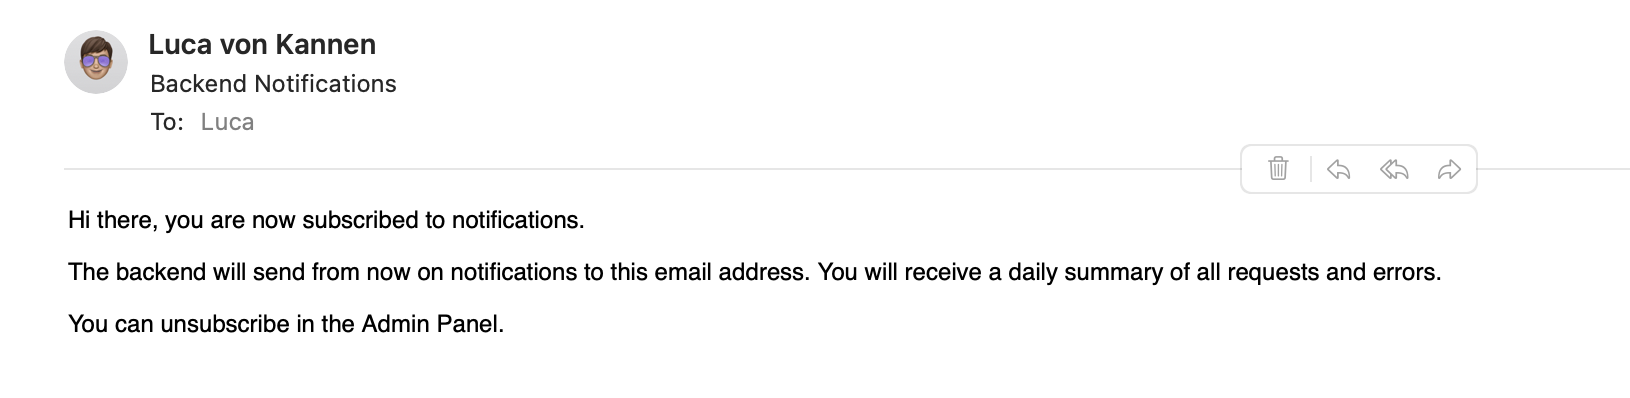 Luca von Kannen
Backend Notifications
To: Luca
Hi there, you are now subscribed to notifications.
The backend will send from now on notifications to this email address. You will receive a daily summary of all requests and errors.
You can unsubscribe in the Admin Panel.